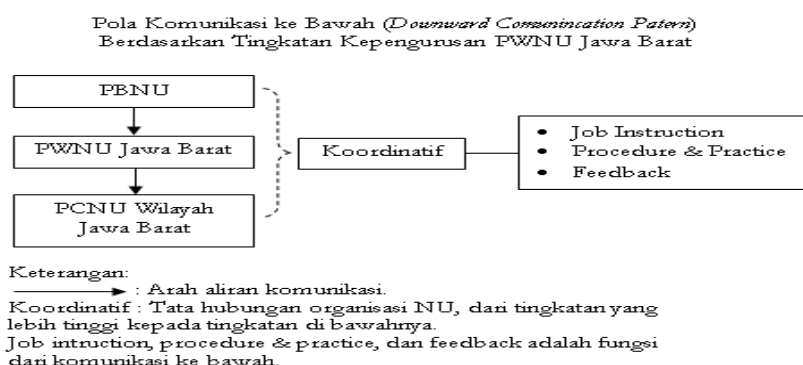 Pola Komunikasi ke Bawah (Downward Comunincation Patern)
Berdasarkan Tingkatan Kepengurusan PWNU Jawa Barat
PBNU
PWNU Jawa Barat
PCNU Wilayah
Jawa Barat
Koordinatif
• Job Instruction
• Procedure & Practice
• Feedback
Keterangan:
: Arah aliran komunikasi.
Koordinatif : Tata hubungan organisasi NU, dari tingkatan yang
lebih tinggi kepada tingkatan di bawahnya.
Job intruction, procedure & practice, dan feedback adalah fungsi
dari komunikasi ke bawah.